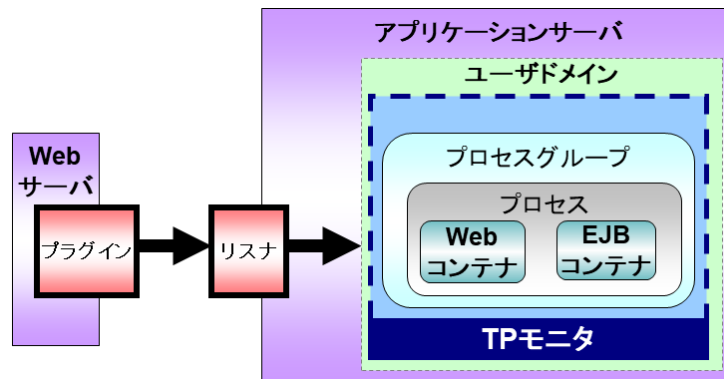 アプリケーションサーバ
ユーザドメイン
Web
サーバ
プロセスグループ
プロセス
プラグイン
リスナ
Web
コンテナ
EJB
コンテナ
TPモニタ